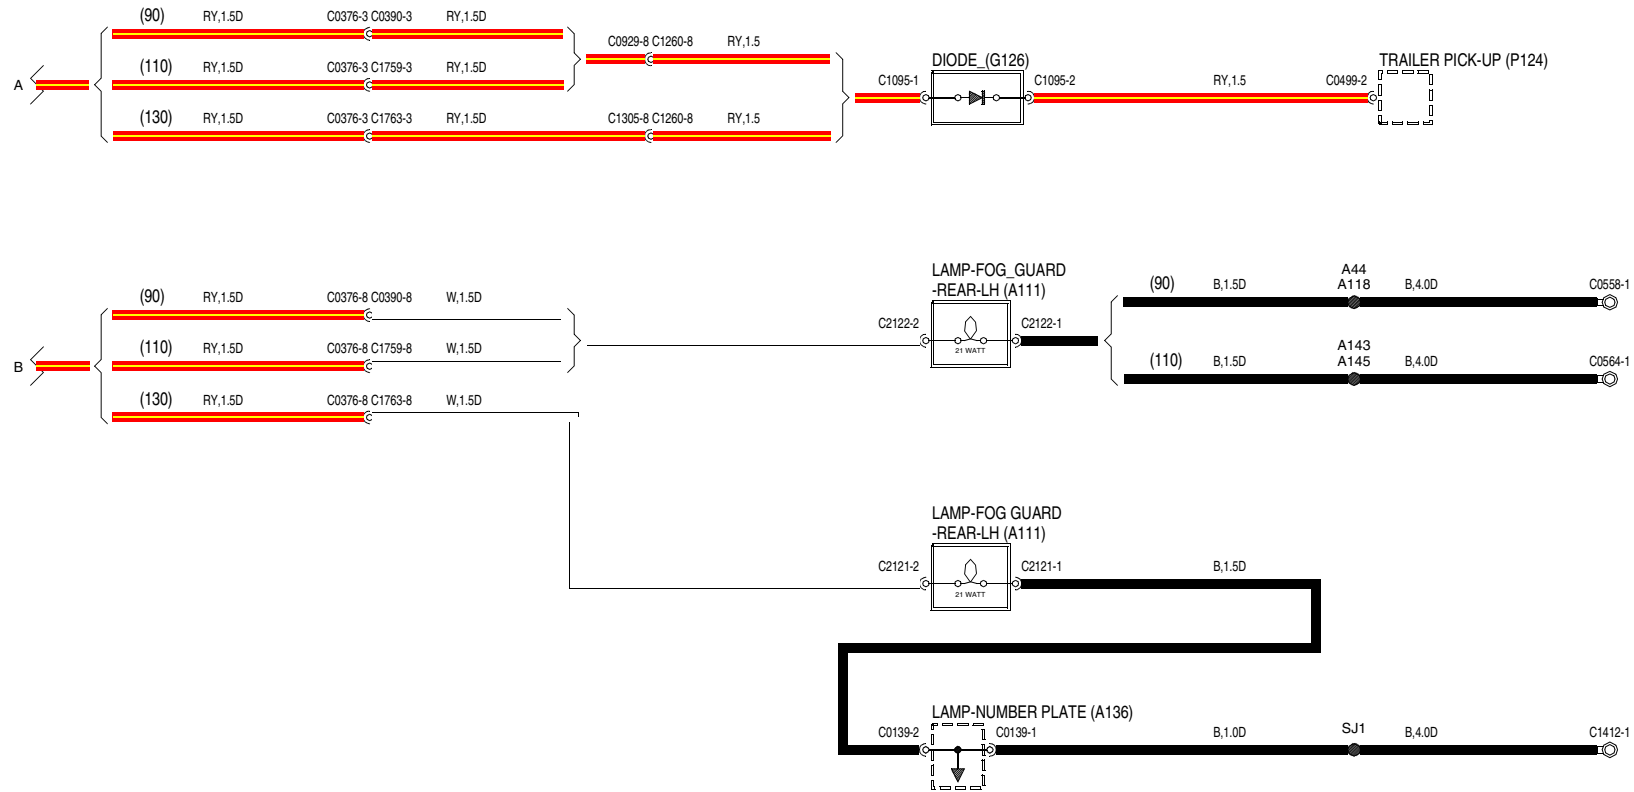 (90) RY,1.5D C0376-3 C0390-3 RY,1.5D
C0929-8 C1260-8 RY,1.5
DIODE_(G126)
TRAILER PICK-UP (P124)
A (110) RY,1.5D C0376-3 C1759-3 RY,1.5D
C1095-1 C1095-2 RY,1.5 C0499-2
(130) RY,1.5D C0376-3 C1763-3 RY,1.5D C1305-8 C1260-8 RY,1.5
LAMP-FOG_GUARD
-REAR-LH (A111)
(90) RY,1.5D C0376-8 C0390-8 W,1.5D
C2122-2 C2122-1
21 WATT
(90) B,1.5D A44
A118 B,4.0D C0558-1
B (110) RY,1.5D C0376-8 C1759-8 W,1.5D
(110) B,1.5D A143
A145 B,4.0D C0564-1
(130) RY,1.5D C0376-8 C1763-8 W,1.5D
LAMP-FOG GUARD
-REAR-LH (A111)
C2121-2 C2121-1 B,1.5D
21 WATT
LAMP-NUMBER PLATE (A136)
C0139-2 C0139-1 B,1.0D SJ1 B,4.0D C1412-1